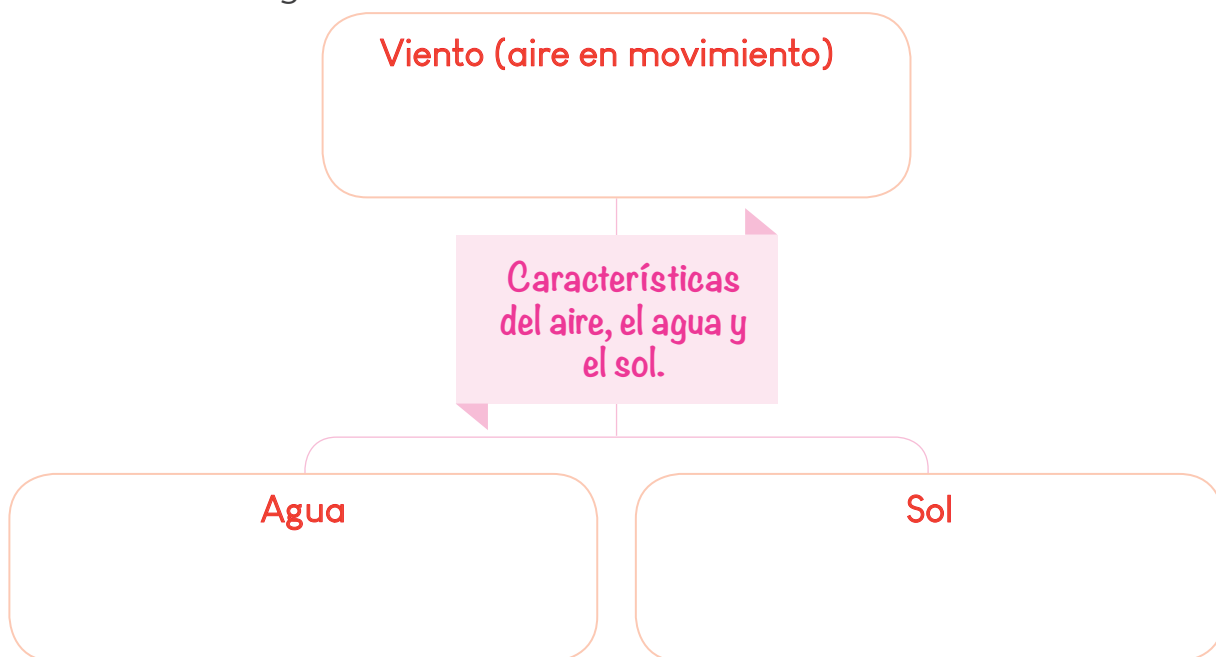 Viento (aire en movimiento)
Características
del aire, el agua y
el sol.
Agua
Sol